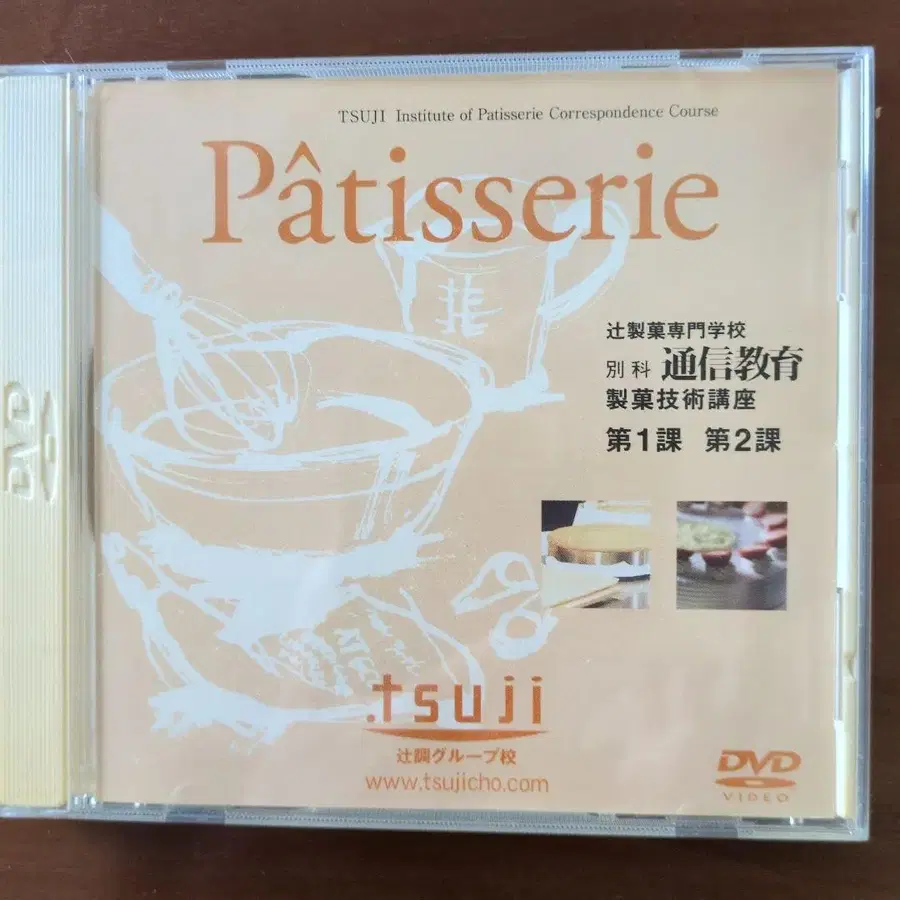 TSUJI Institute of Patisserie Correspondence Course
Pâtisserie
辻製菓専門学校
別科 通信教育
製菓技術講座
第1課 第2課
.tsuji
辻調グループ校
www.tsujicho.com
DVD
VIDEO
DVD